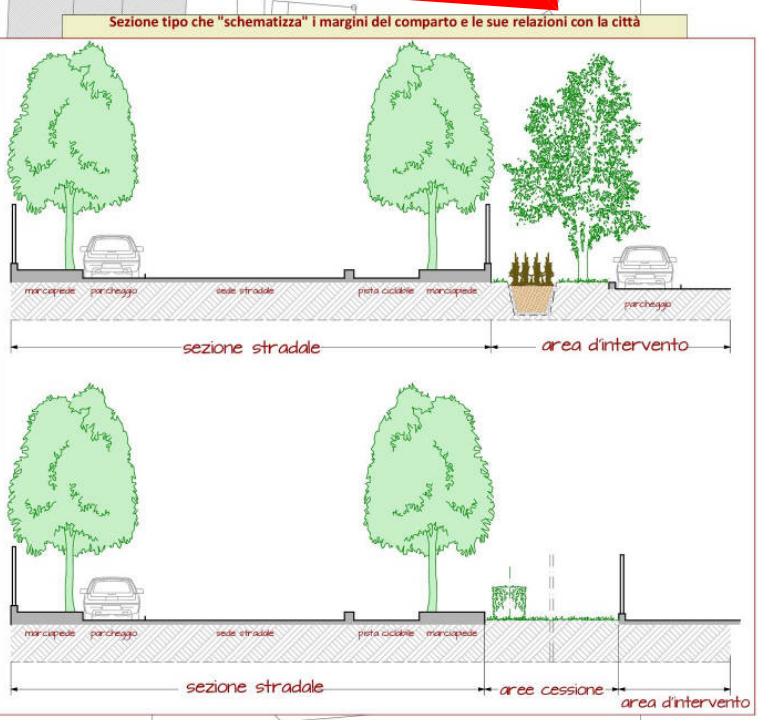 Sezione tipo che "schematizza" i margini del comparto e le sue relazioni con la città
marciapiede parcheggio sede stradale pista ciclabile marciapiede
parcheggio
sezione stradale area d'intervento
marciapiede parcheggio sede stradale pista ciclabile marciapiede
sezione stradale aree cessione
area d'intervento